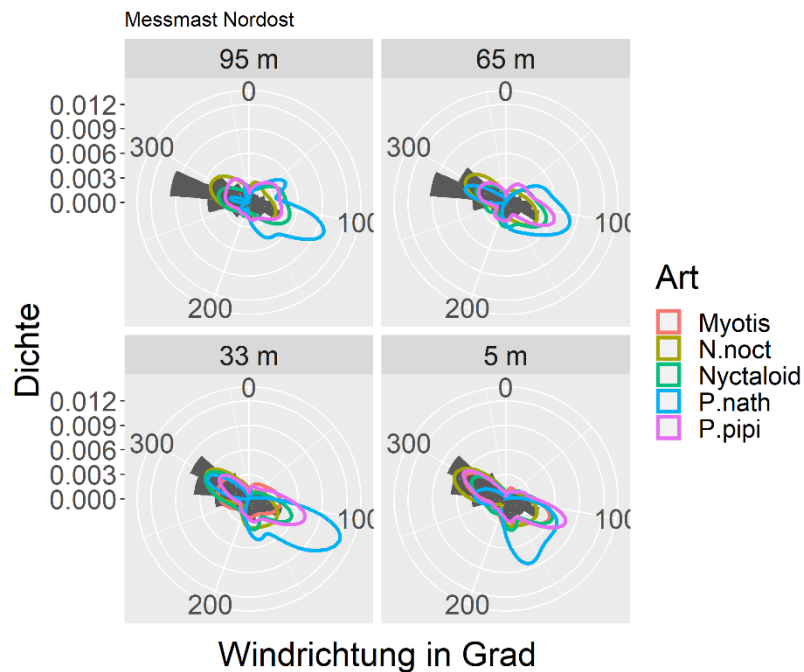 Messmast Nordost
95 m
65 m
0.012
0.009
0.006
0.003
0.000
0
300
100
200
0
300
100
200
33 m
5 m
0.012
0.009
0.006
0.003
0.000
0
300
100
200
0
300
100
200
Dichte
Windrichtung in Grad
Art
Myotis
N.noct
Nyctaloid
P.nath
P.pipi